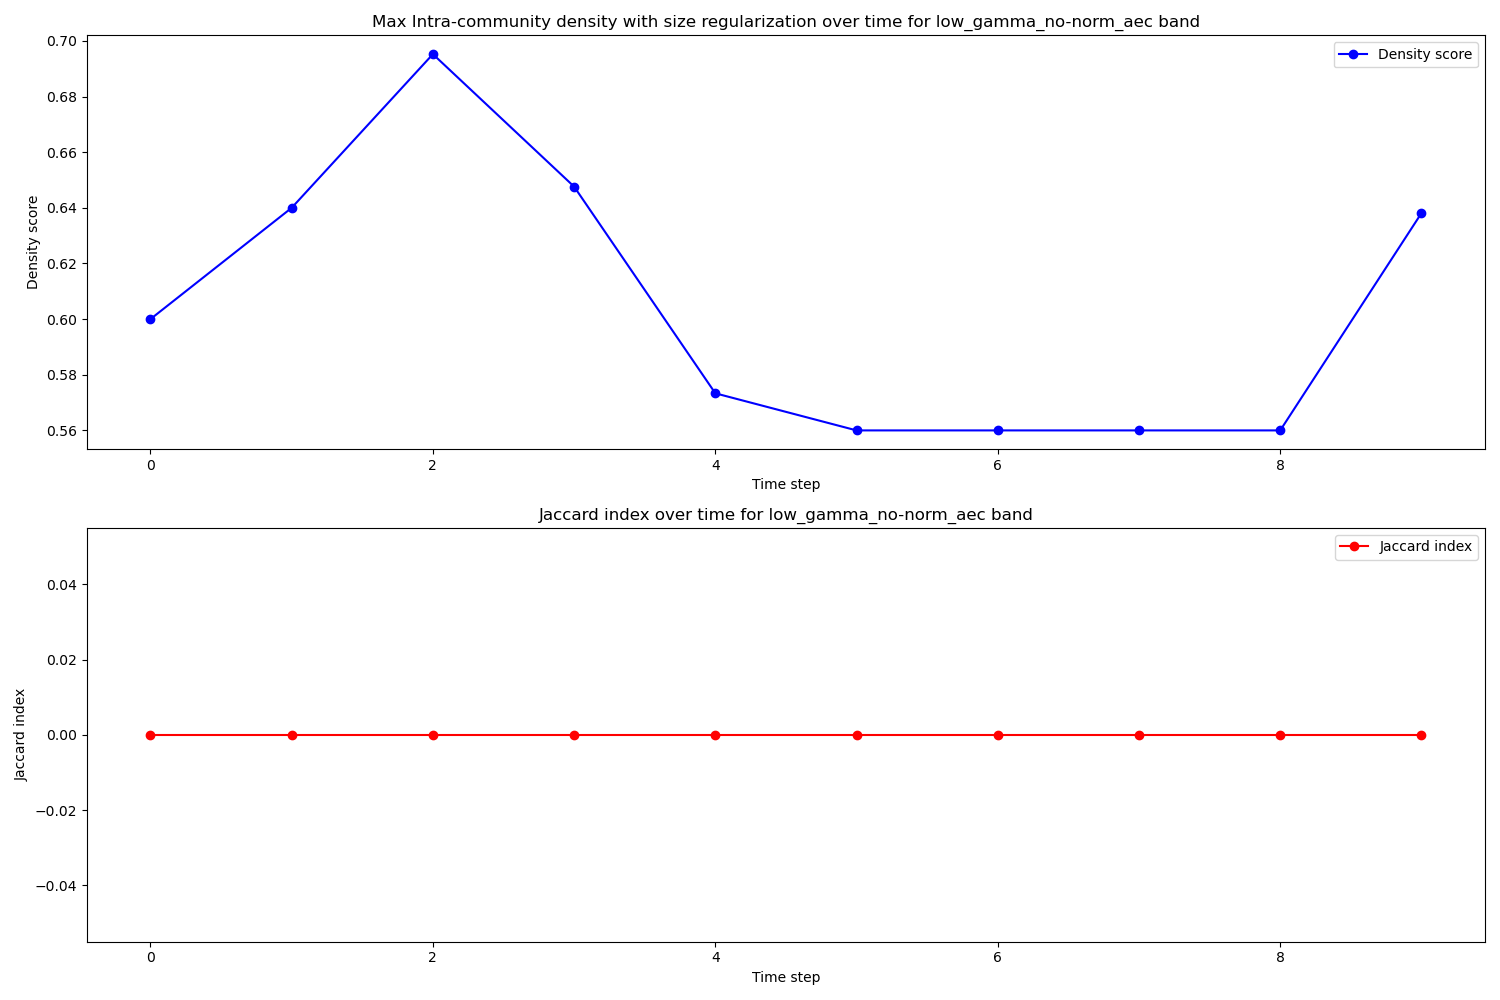 Max Intra-community density with size regularization over time for low_gamma_no-norm_aec band
Density score
0.70
0.68
0.66
0.64
0.62
0.60
0.58
0.56
Density score
0 2 4 6 8
Time step
Jaccard index over time for low_gamma_no-norm_aec band
Jaccard index
0.04
0.02
0.00
−0.02
−0.04
Jaccard index
0 2 4 6 8
Time step